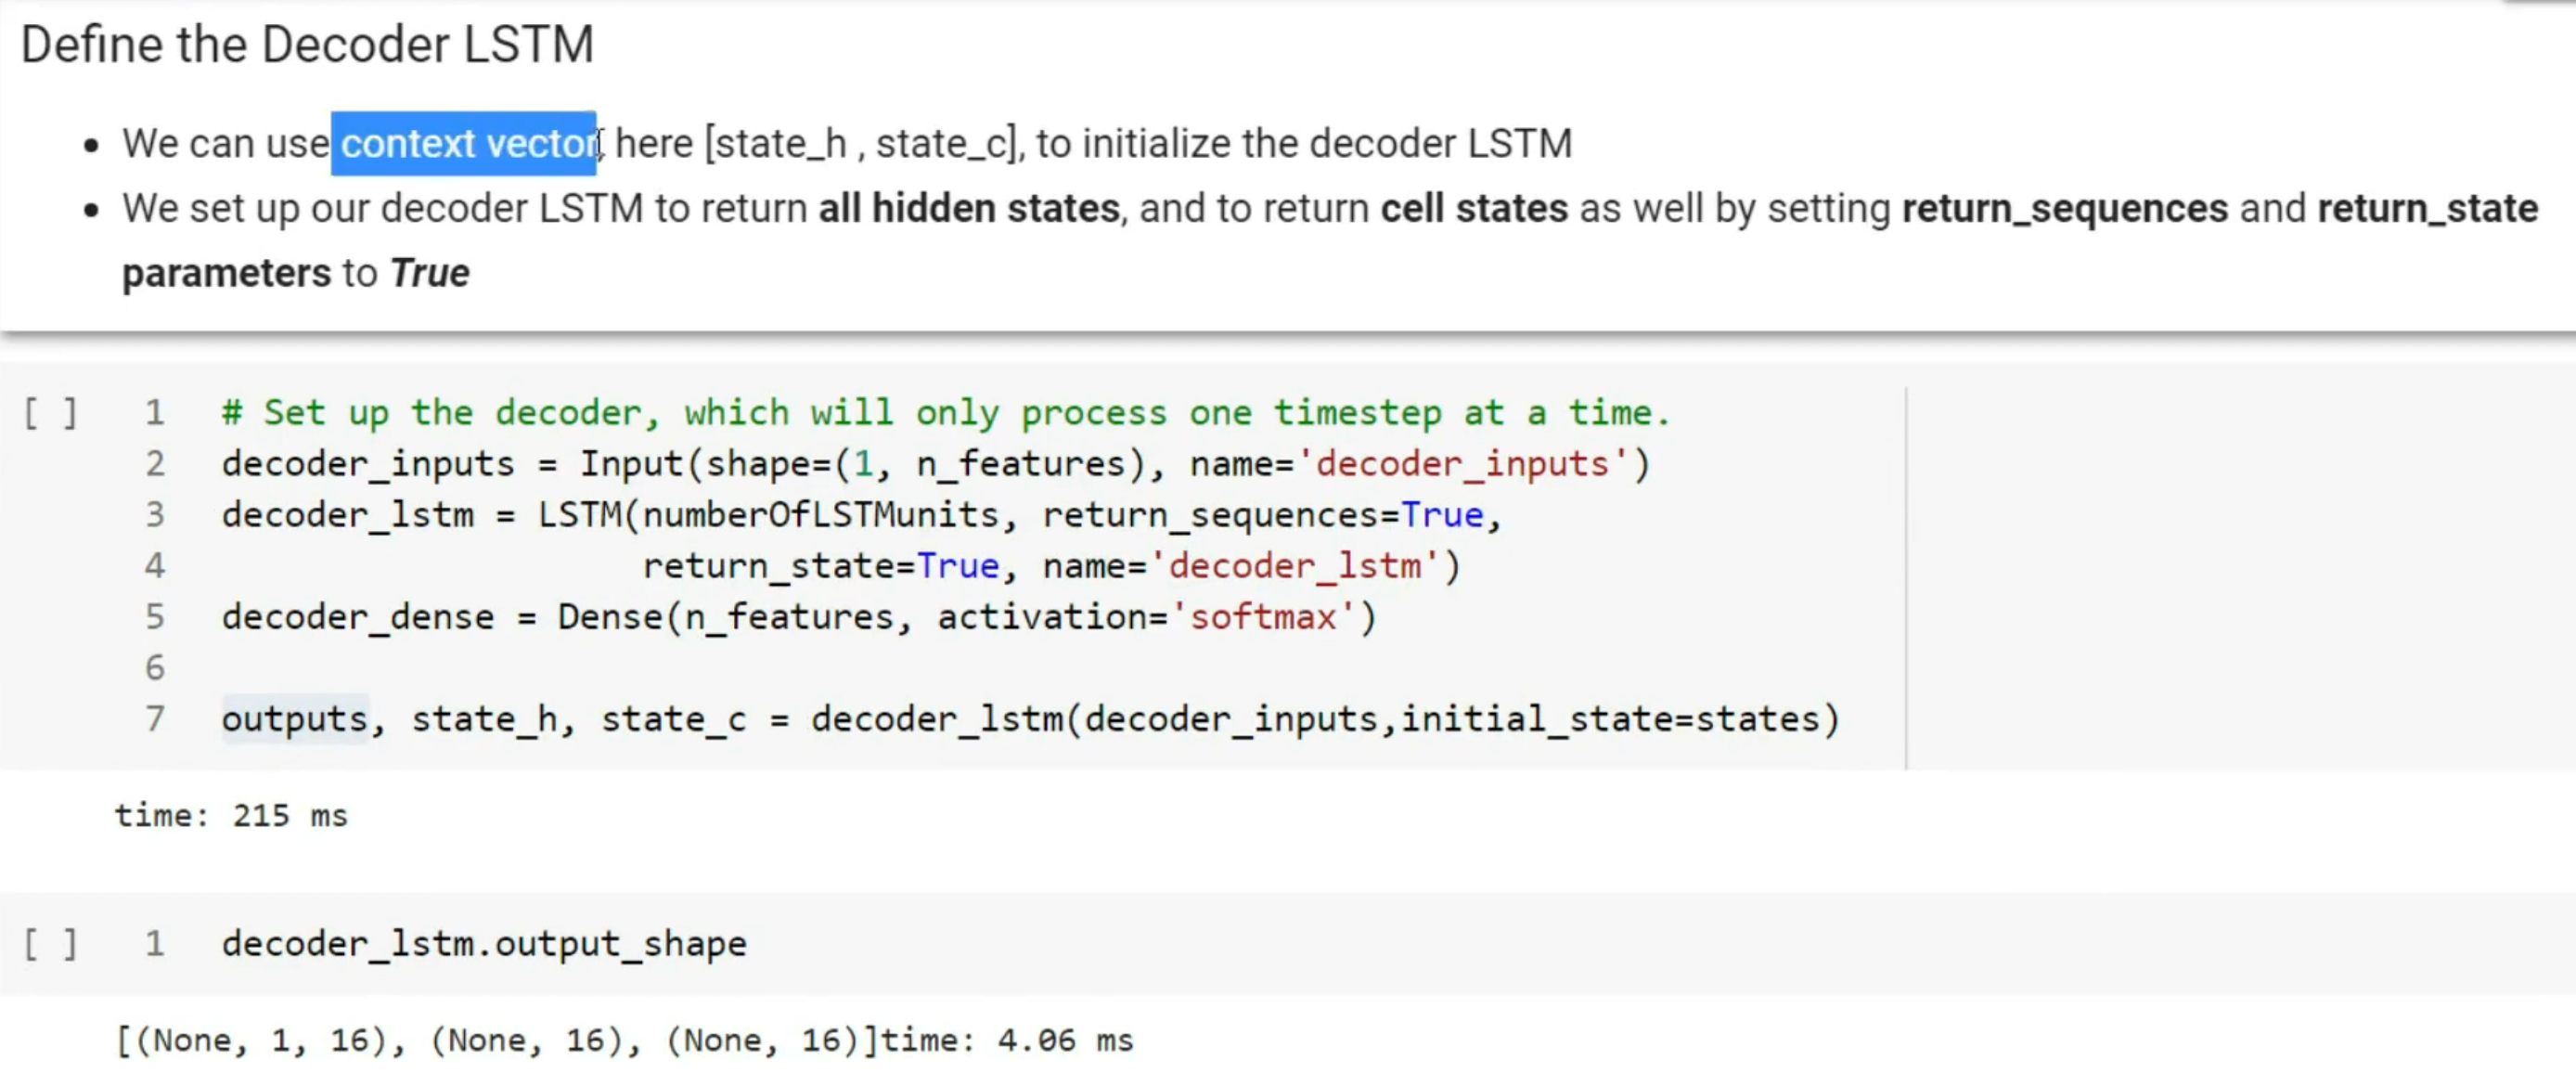 Define the Decoder LSTM
• We can use context vector, here [state_h , state_c], to initialize the decoder LSTM
• We set up our decoder LSTM to return all hidden states, and to return cell states as well by setting return_sequences and return_state
parameters to True
[ ] 1 # Set up the decoder, which will only process one timestep at a time.
2 decoder_inputs = Input(shape=(1, n_features), name='decoder_inputs')
3 decoder_lstm = LSTM(numberOfLSTMunits, return_sequences=True,
4 return_state=True, name='decoder_lstm')
5 decoder_dense = Dense(n_features, activation='softmax')
6
7 outputs, state_h, state_c = decoder_lstm(decoder_inputs,initial_state=states)
time: 215 ms
[ ] 1 decoder_lstm.output_shape
[(None, 1, 16), (None, 16), (None, 16)]time: 4.06 ms